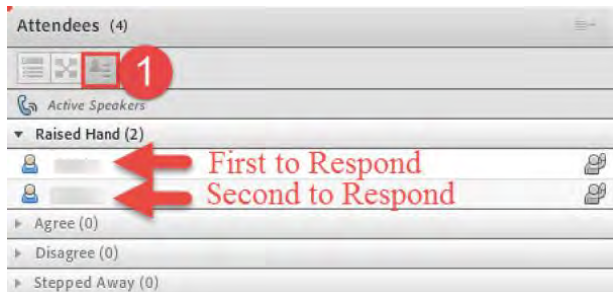 Attendees (4)
1
Active Speakers
Raised Hand (2)
First to Respond
Second to Respond
Agree (0)
Disagree (0)
Stepped Away (0)